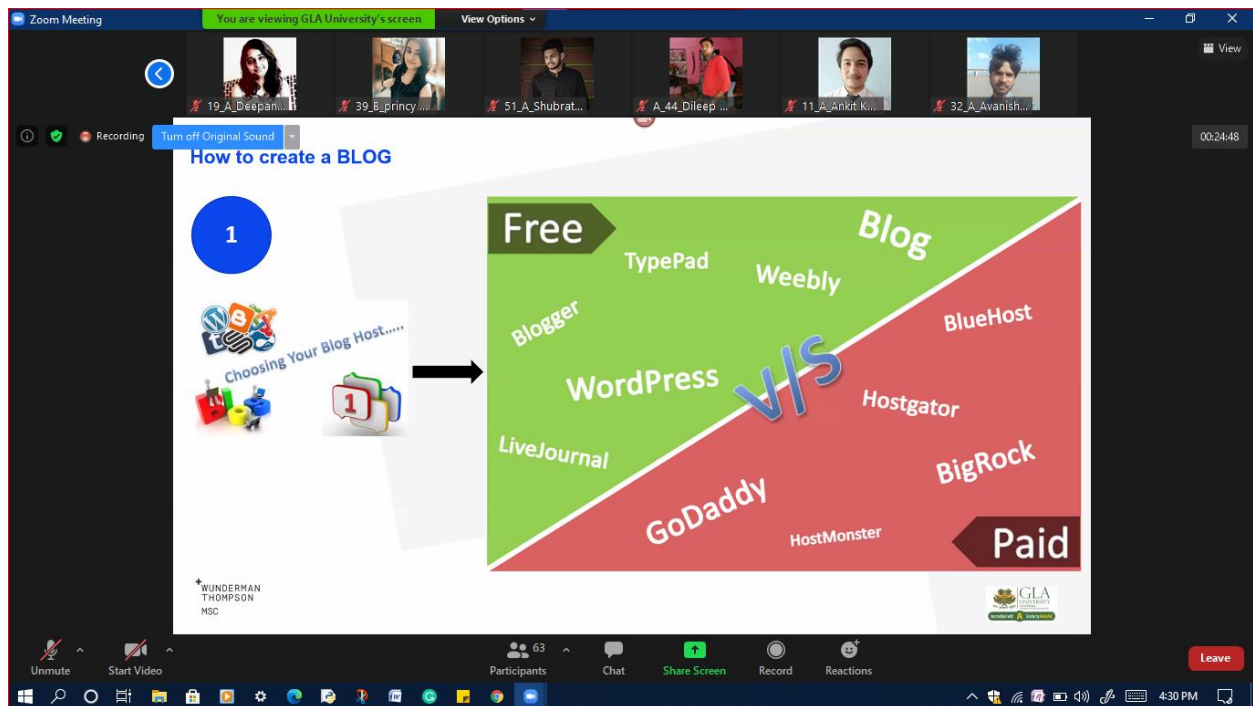 Zoom Meeting
You are viewing GLA University's screen
View Options
View
19_A_Deepan...
39_B_princy ....
51_A_Shubrat...
A_44_Dileep ...
11_A_Ankit K...
32_A_Avanish...
Recording
Turn off Original Sound
00:24:48
How to create a BLOG
1
Choosing Your Blog Host.....
1
Free
Blog
TypePad
Weebly
Blogger
BlueHost
WordPress
V/S
Hostgator
LiveJournal
BigRock
GoDaddy
HostMonster
Paid
WUNDERMAN
THOMPSON
MSC
GLA
UNIVERSITY
63
Unmute
Start Video
Participants
Chat
Share Screen
Record
Reactions
Leave
4:30 PM